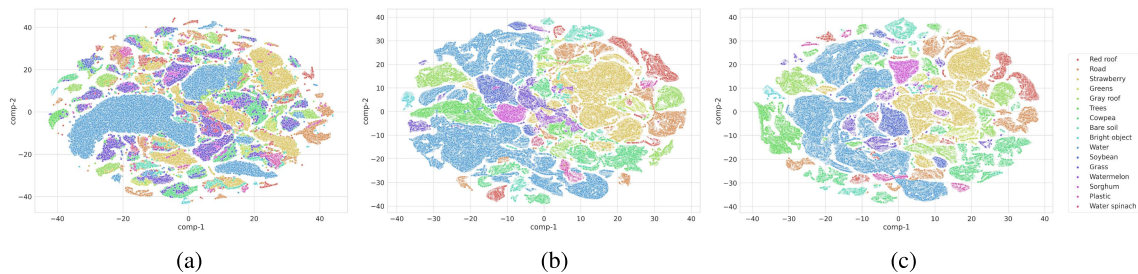 40
20
0
−20
−40
comp-2
−40
−20
0
20
40
comp-1
(a)
40
30
20
10
0
−10
−20
−30
−40
comp-2
−40
−30
−20
−10
0
10
20
30
40
comp-1
(b)
40
30
20
10
0
−10
−20
−30
−40
comp-2
−40
−30
−20
−10
0
10
20
30
40
comp-1
(c)
Red roof
Road
Strawberry
Greens
Gray roof
Trees
Cowpea
Bare soil
Bright object
Water
Soybean
Grass
Watermelon
Sorghum
Plastic
Water spinach